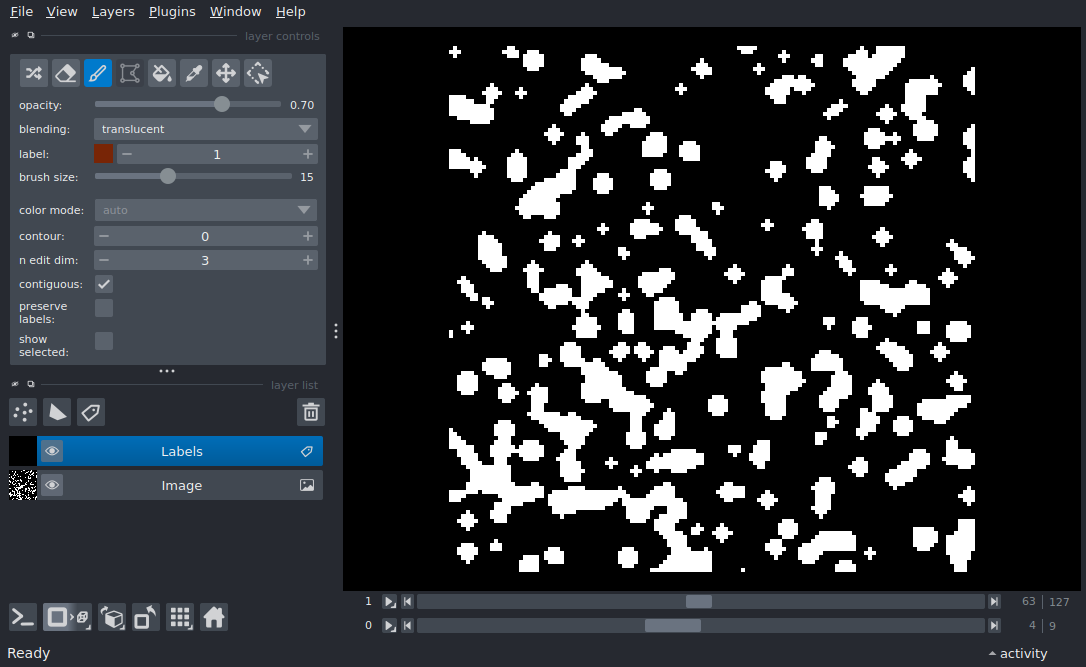 File View Layers Plugins Window Help
layer controls
opacity: 0.70
blending: translucent
label: 1
brush size: 15
color mode: auto
contour: 0
n edit dim: 3
contiguous:
preserve
labels:
show
selected:
layer list
Labels
Image
1 63 127
0 4 9
Ready activity